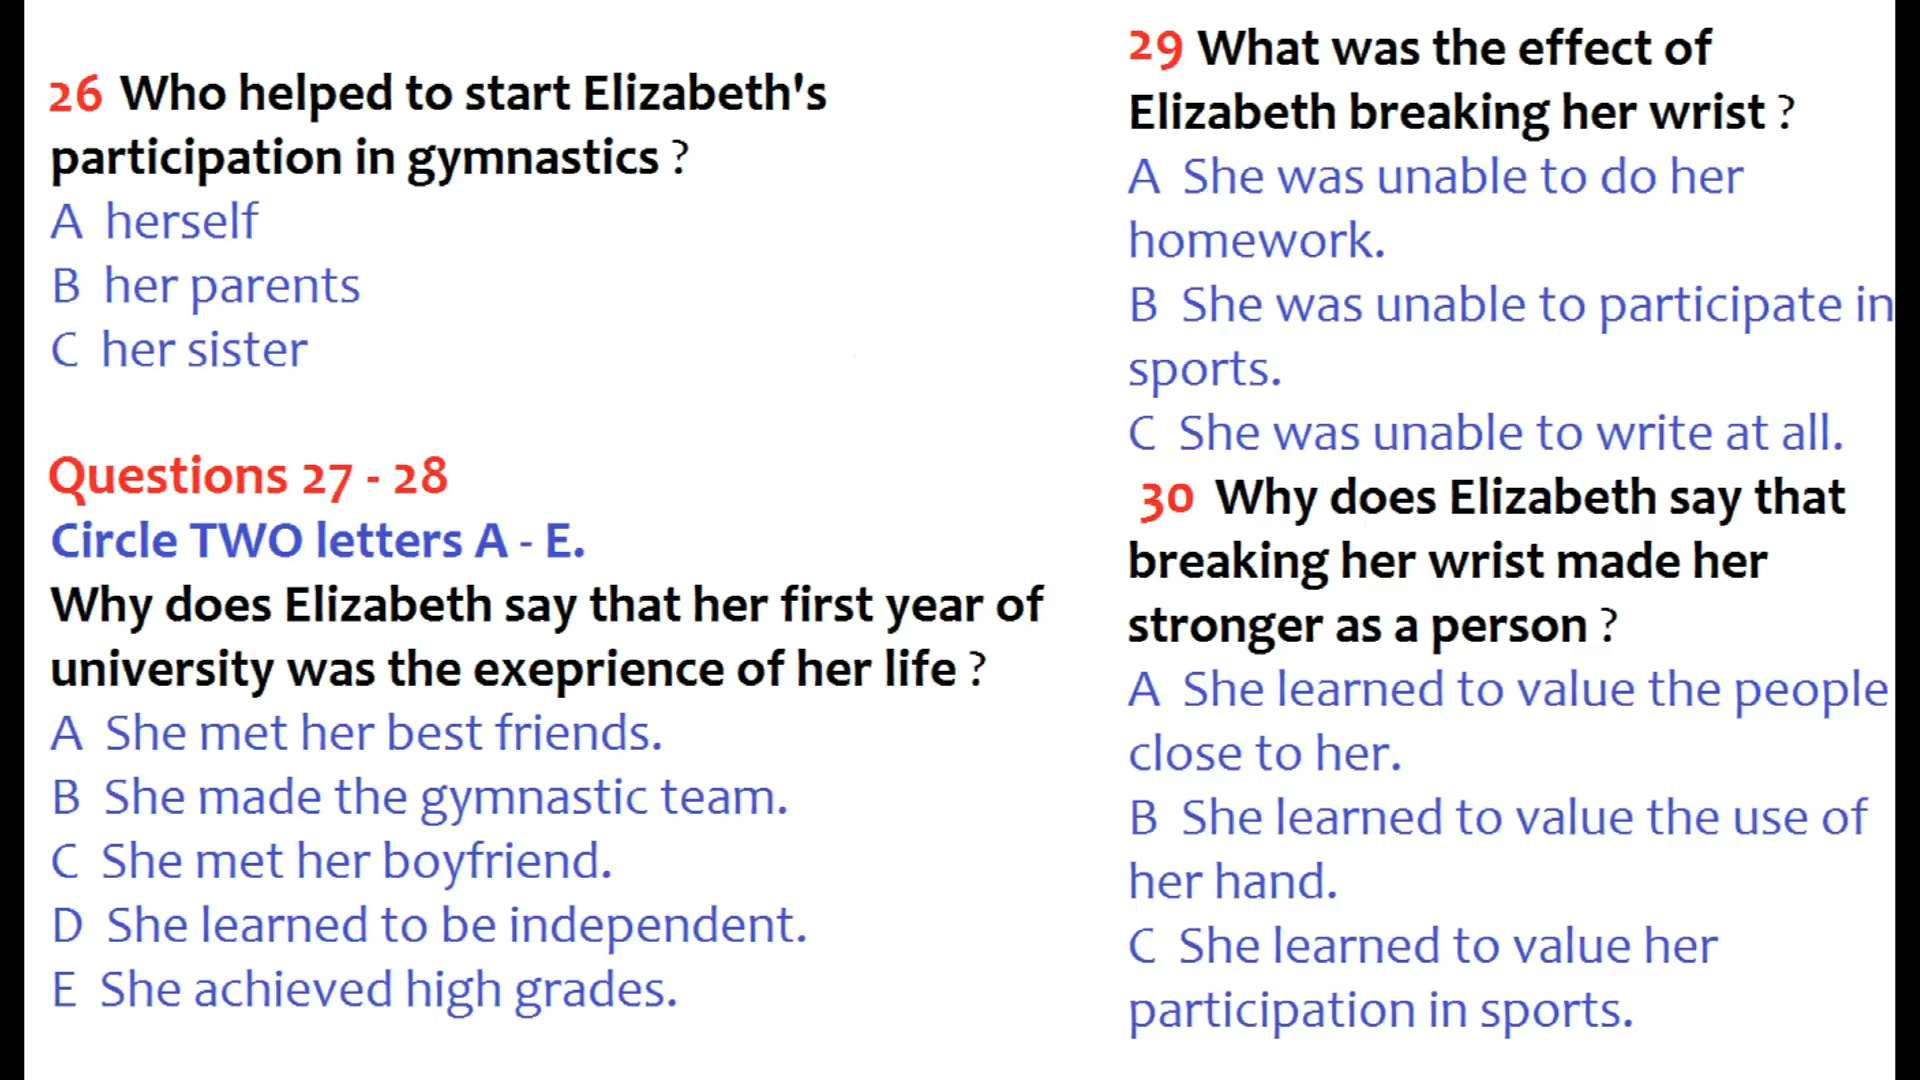 26 Who helped to start Elizabeth's
participation in gymnastics ?
A herself
B her parents
C her sister
Questions 27 - 28
Circle TWO letters A - E.
Why does Elizabeth say that her first year of
university was the exeprience of her life ?
A She met her best friends.
B She made the gymnastic team.
C She met her boyfriend.
D She learned to be independent.
E She achieved high grades.
29 What was the effect of
Elizabeth breaking her wrist ?
A She was unable to do her
homework.
B She was unable to participate in
sports.
C She was unable to write at all.
30 Why does Elizabeth say that
breaking her wrist made her
stronger as a person ?
A She learned to value the people
close to her.
B She learned to value the use of
her hand.
C She learned to value her
participation in sports.